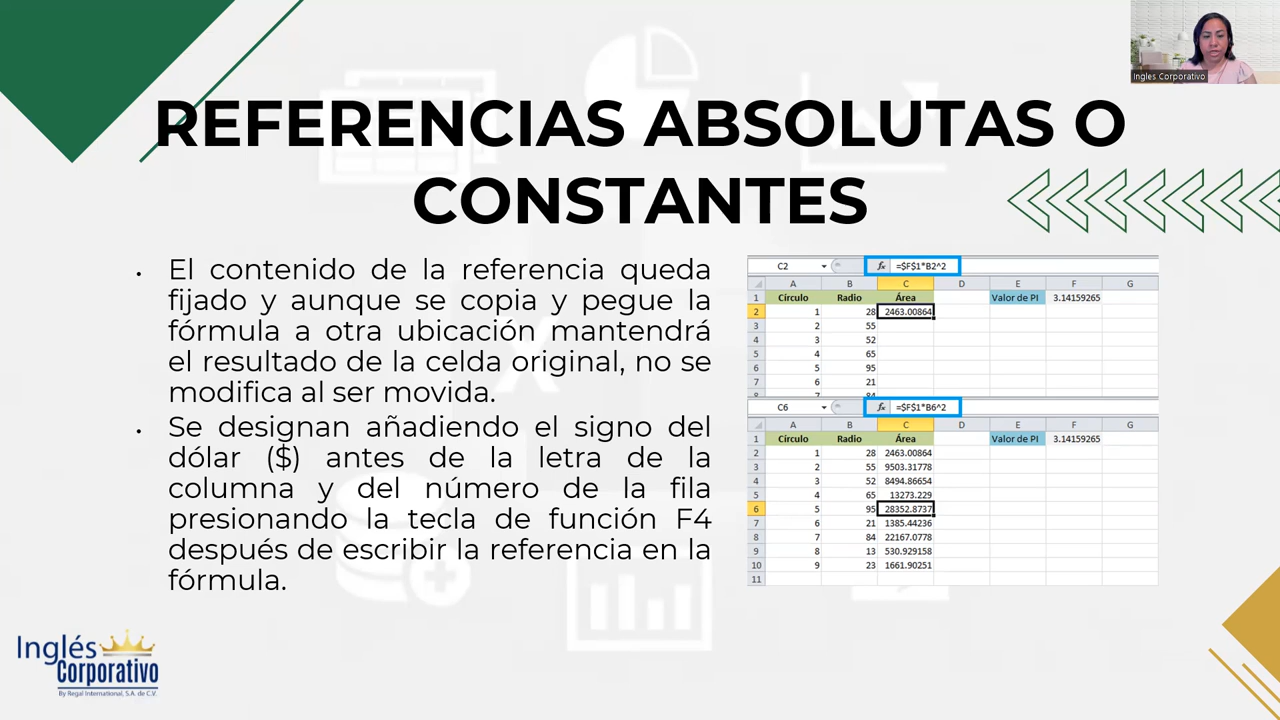 Ingles Corporativo
REFERENCIAS ABSOLUTAS O
CONSTANTES
• El contenido de la referencia queda
fijado y aunque se copia y pegue la
fórmula a otra ubicación mantendrá
el resultado de la celda original, no se
modifica al ser movida.
• Se designan añadiendo el signo del
dólar ($) antes de la letra de la
columna y del número de la fila
presionando la tecla de función F4
después de escribir la referencia en la
fórmula.
C2 fx =$F$1*B2^2
A B C D E F G
1 Círculo Radio Área Valor de PI 3.14159265
2 1 28 2463.00864
3 2 55
4 3 52
5 4 65
6 5 95
7 6 21
8 7 84
C6 fx =$F$1*B6^2
A B C D E F G
1 Círculo Radio Área Valor de PI 3.14159265
2 1 28 2463.00864
3 2 55 9503.31778
4 3 52 8494.86654
5 4 65 13273.229
6 5 95 28352.8737
7 6 21 1385.44236
8 7 84 22167.0778
9 8 13 530.929158
10 9 23 1661.90251
11
Inglés
Corporativo
By Regal International, S.A. de C.V.